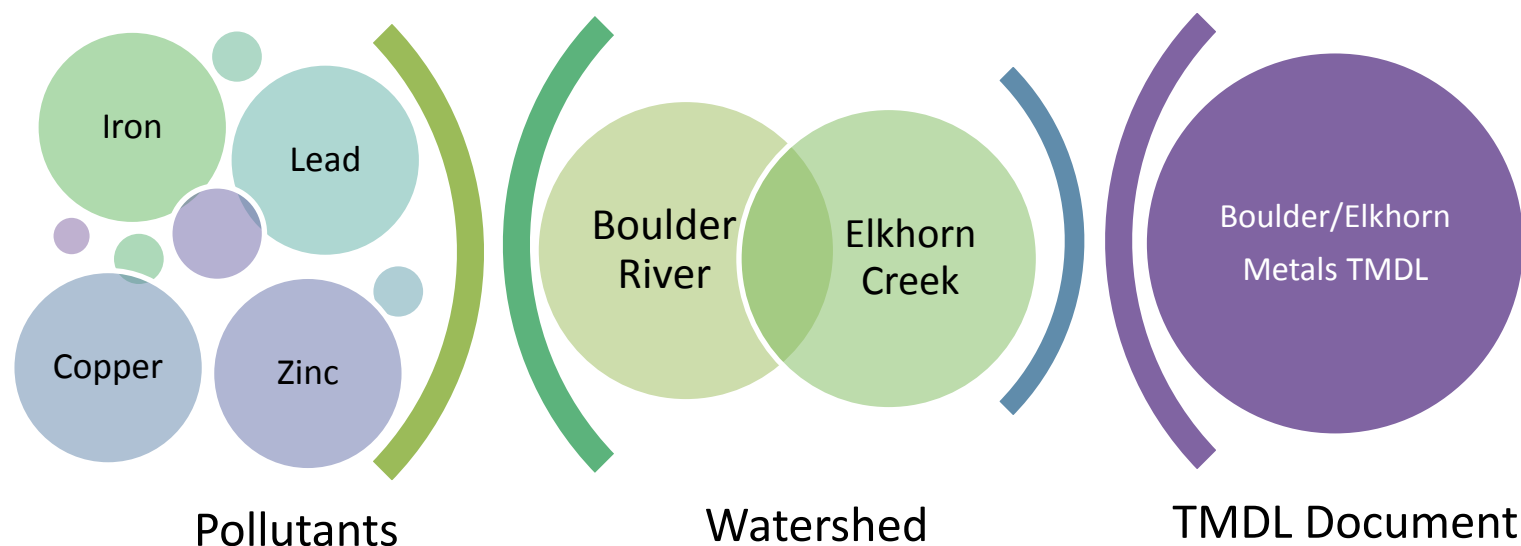 Iron
Lead
Copper
Zinc
Pollutants
Boulder
River
Elkhorn
Creek
Watershed
Boulder/Elkhorn
Metals TMDL
TMDL Document